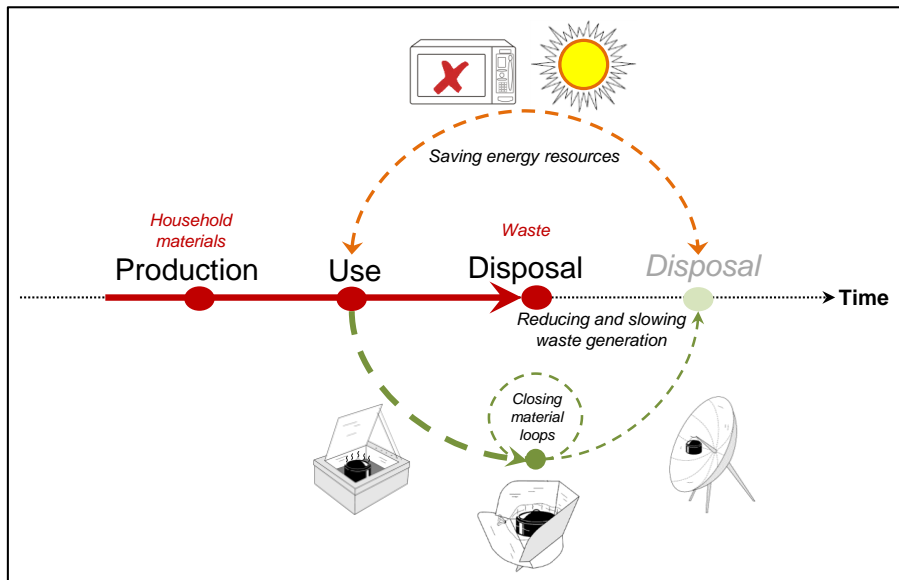 Saving energy resources
Household
materials
Waste
Production
Use
Disposal
Disposal
Time
Reducing and slowing
waste generation
Closing
material
loops